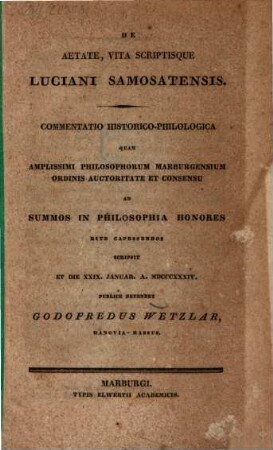 DE
AETATE, VITA SCRIPTISQUE
LUCIANI SAMOSATENSIS.
COMMENTATIO HISTORICO-PHILOLOGICA
QUAM
AMPLISSIMI PHILOSOPHORUM MARBURGENSIUM
ORDINIS AUCTORITATE ET CONSENSU
AD
SUMMOS IN PHILOSOPHIA HONORES
RITE CAPESSENDOS
SCRIPSIT
ET DIE XXIX. JANUAR. A. MDCCCXXXIV.
PUBLICE DEFENDET
GODOFREDUS WETZLAR,
HANOVIA-HASSUS.
MARBURGI.
TYPIS ELWERTII ACADEMICIS.